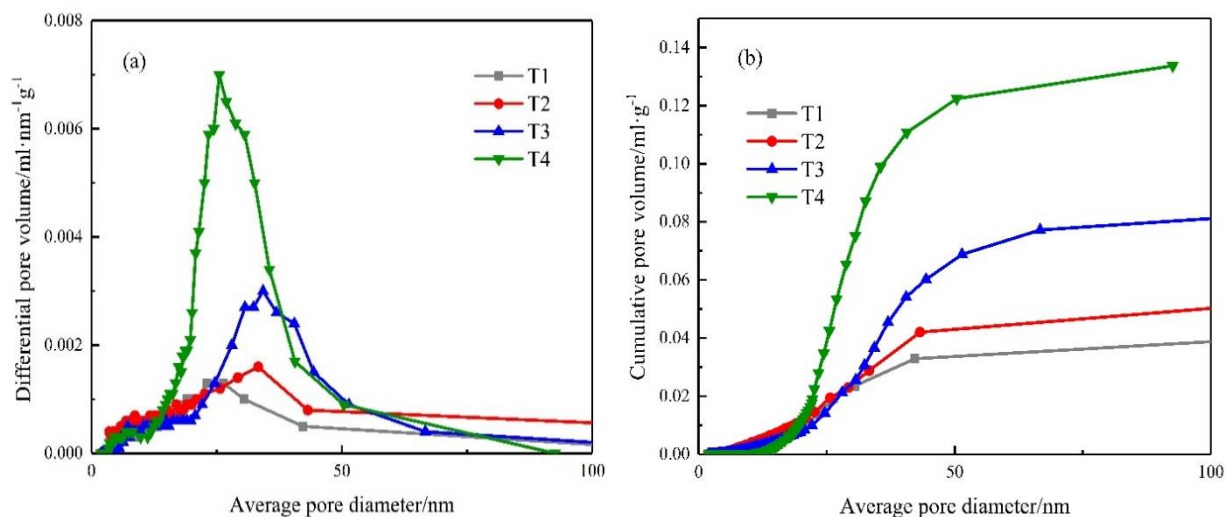 (a)
Differential pore volume/ml·nm⁻¹g⁻¹
0.008
0.006
0.004
0.002
0.000
T1
T2
T3
T4
0
50
100
Average pore diameter/nm
(b)
Cumulative pore volume/ml·g⁻¹
0.14
0.12
0.10
0.08
0.06
0.04
0.02
0.00
T1
T2
T3
T4
0
50
100
Average pore diameter/nm